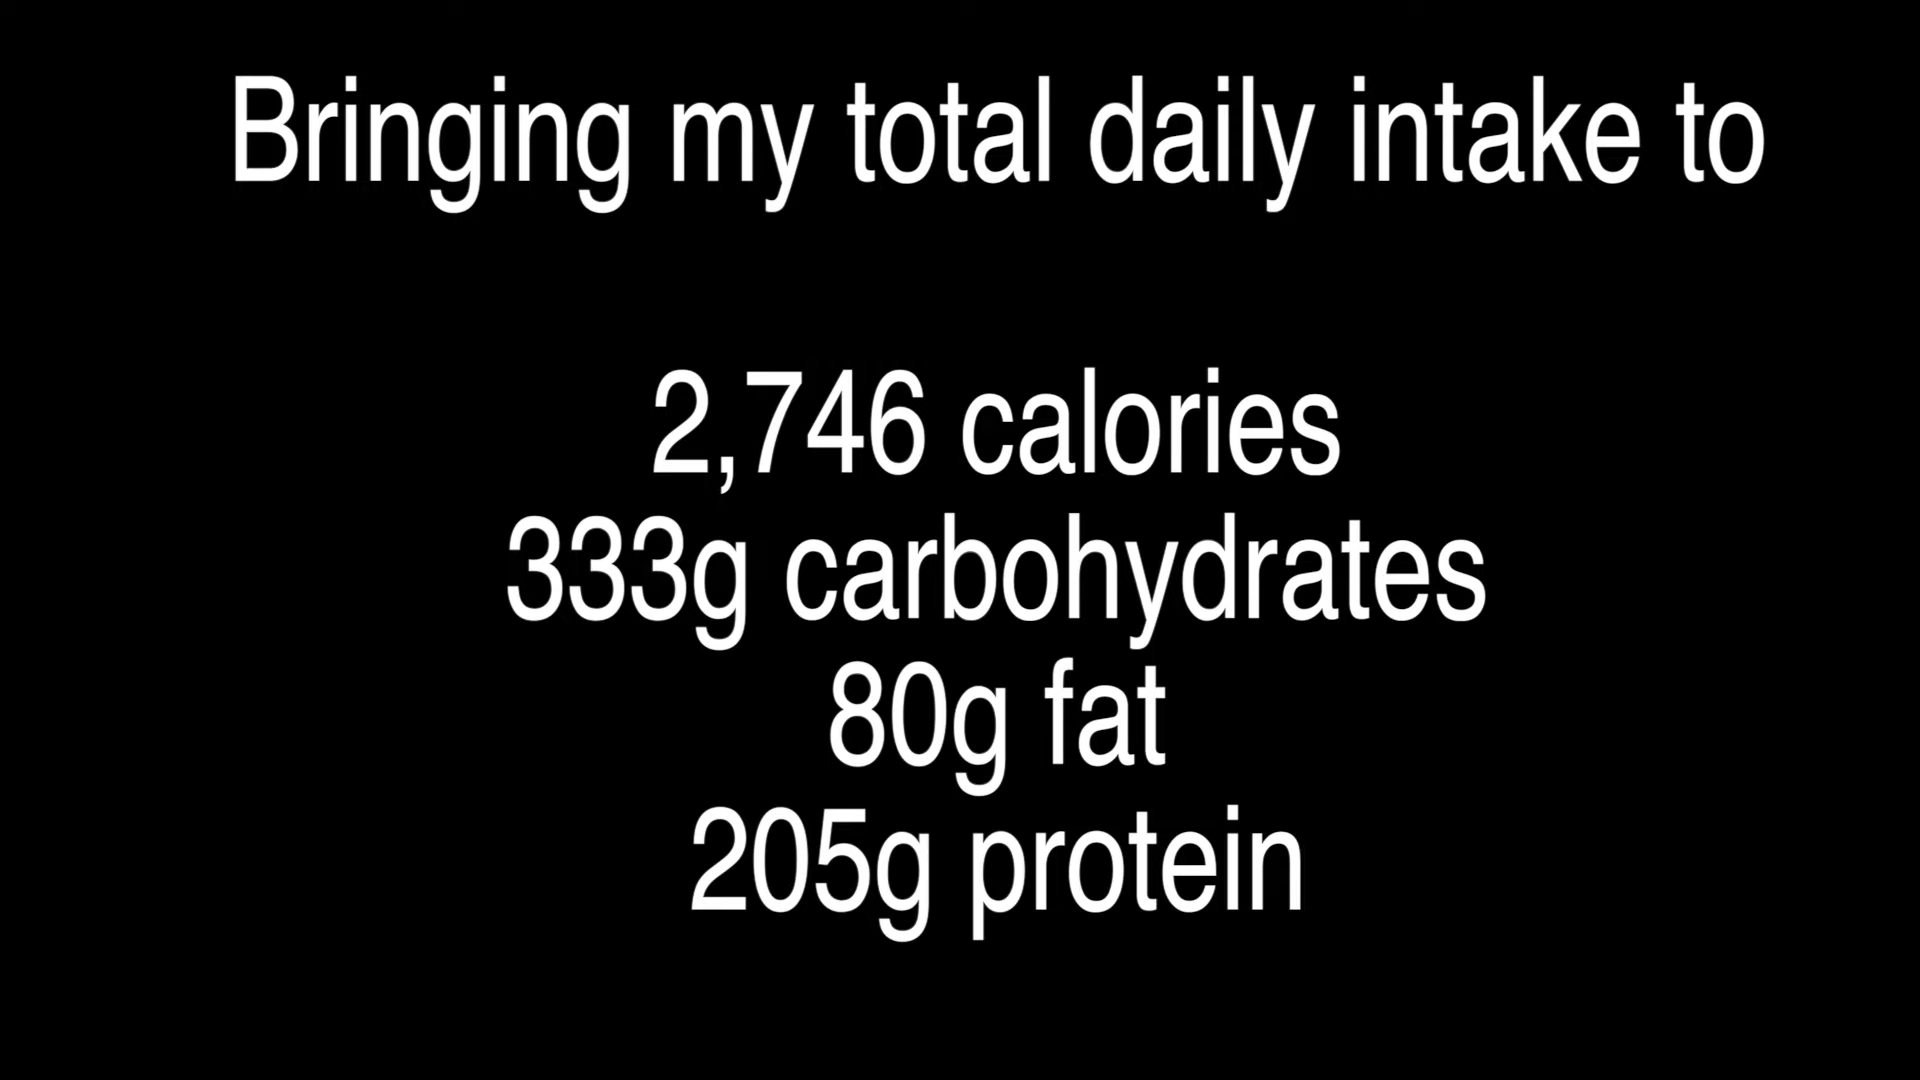 Bringing my total daily intake to
2,746 calories
333g carbohydrates
80g fat
205g protein